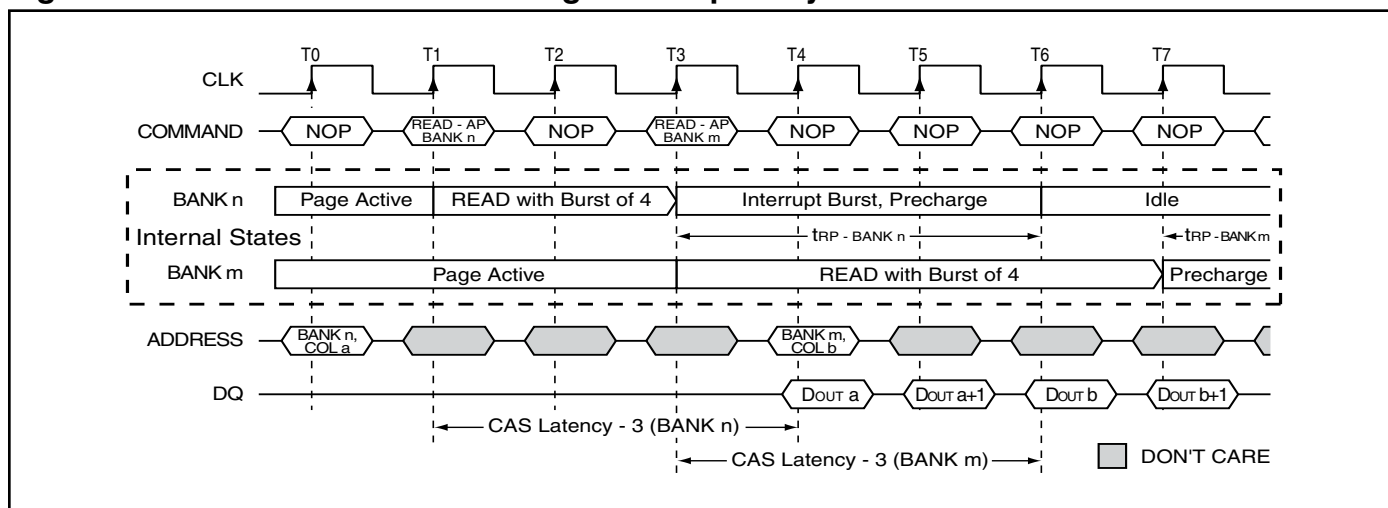 T0 T1 T2 T3 T4 T5 T6 T7
CLK
COMMAND NOP READ - AP BANK n NOP READ - AP BANK m NOP NOP NOP NOP
BANK n Page Active READ with Burst of 4 Interrupt Burst, Precharge Idle
Internal States tRP - BANK n tRP - BANK m
BANK m Page Active READ with Burst of 4 Precharge
ADDRESS BANK n, COL a BANK m, COL b
DQ DOUT a DOUT a+1 DOUT b DOUT b+1
CAS Latency - 3 (BANK n)
CAS Latency - 3 (BANK m) DON'T CARE